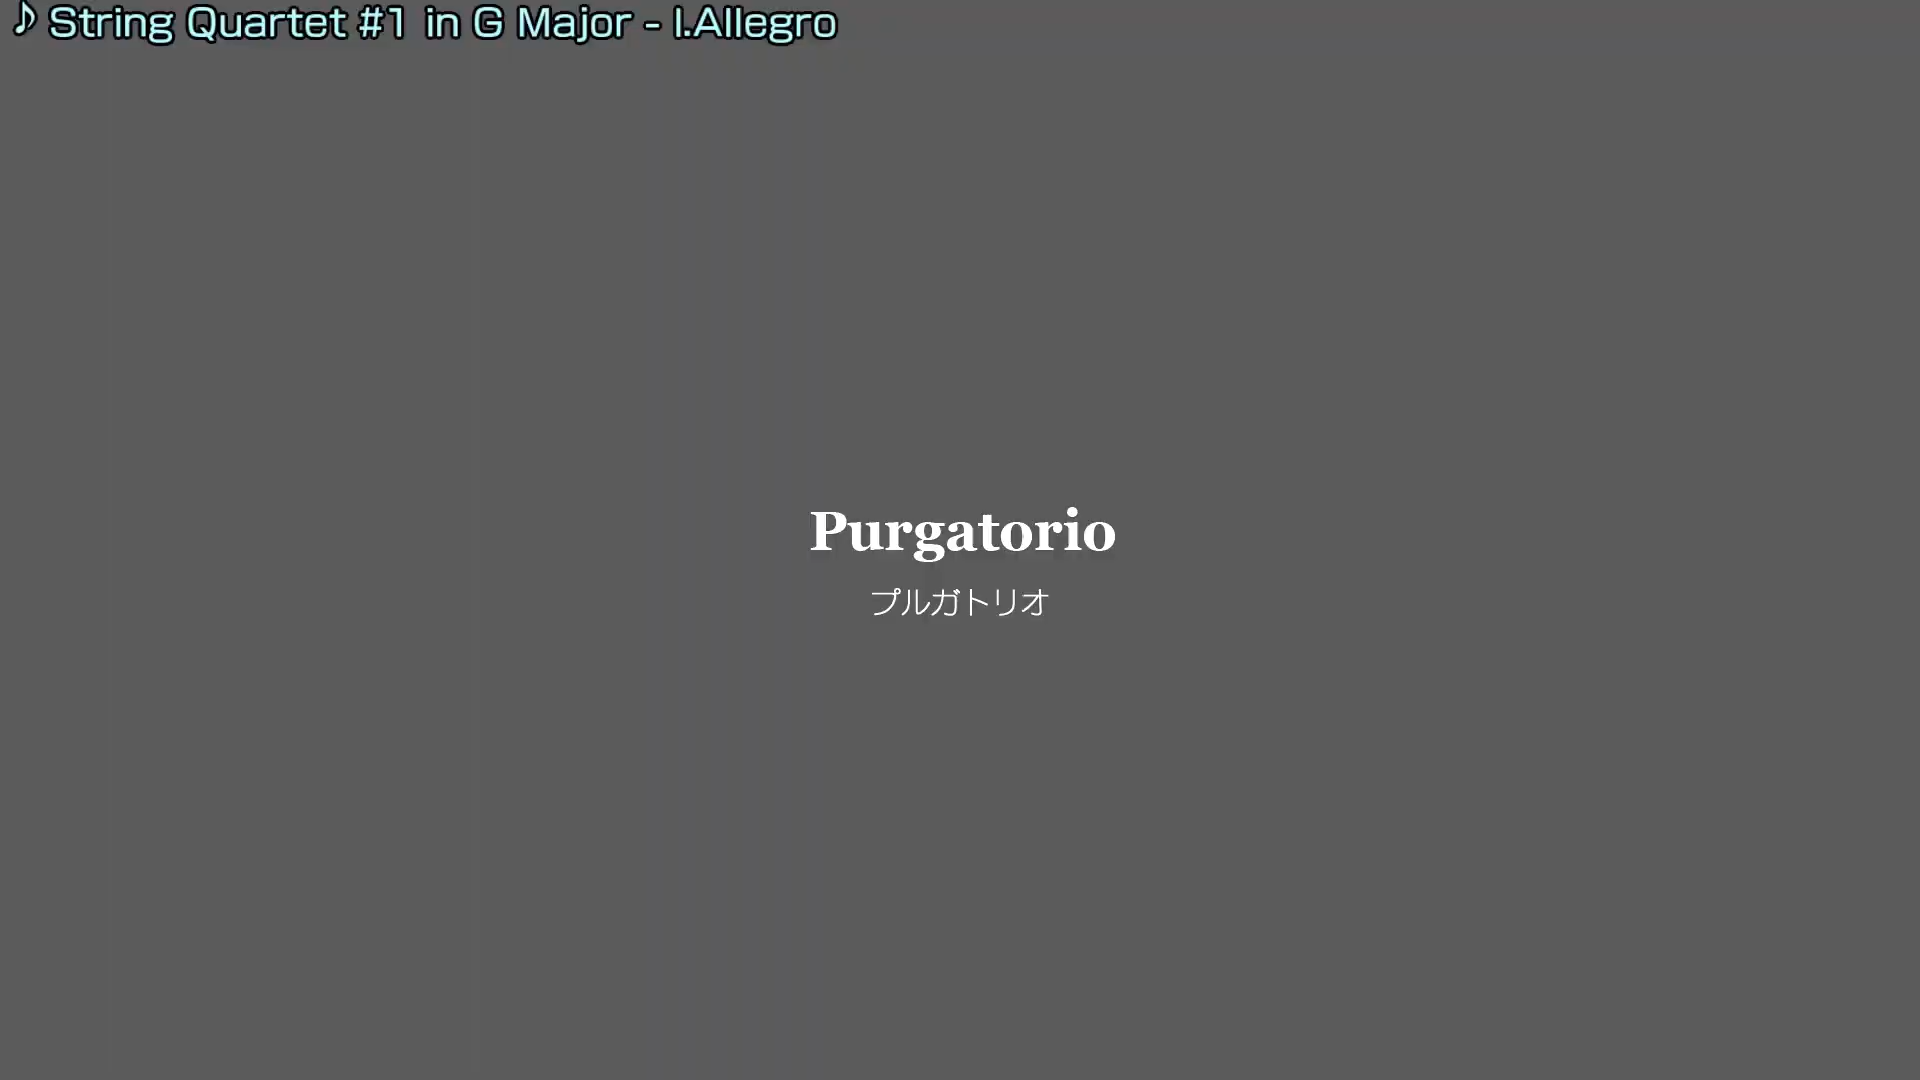 ♪ String Quartet #1 in G Major - I.Allegro
Purgatorio
プルガトリオ